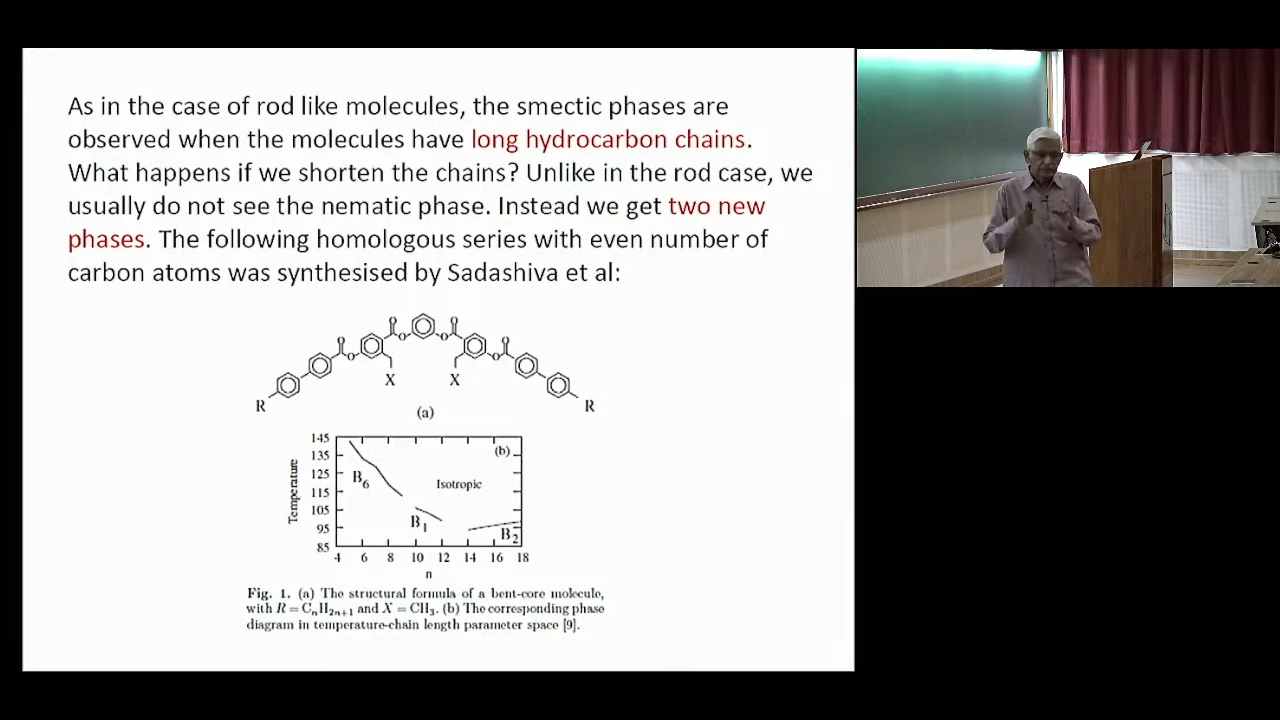 As in the case of rod like molecules, the smectic phases are
observed when the molecules have long hydrocarbon chains.
What happens if we shorten the chains? Unlike in the rod case, we
usually do not see the nematic phase. Instead we get two new
phases. The following homologous series with even number of
carbon atoms was synthesised by Sadashiva et al:
O O
O O
O O
O O
X X
R R
(a)
145 (b)
135
125 B6 Isotropic
115
105
95 B1 B2
85
Temperature
4 6 8 10 12 14 16 18
n
Fig. 1. (a) The structural formula of a bent-core molecule,
with R = CnH2n+1 and X = CH3. (b) The corresponding phase
diagram in temperature-chain length parameter space [9].